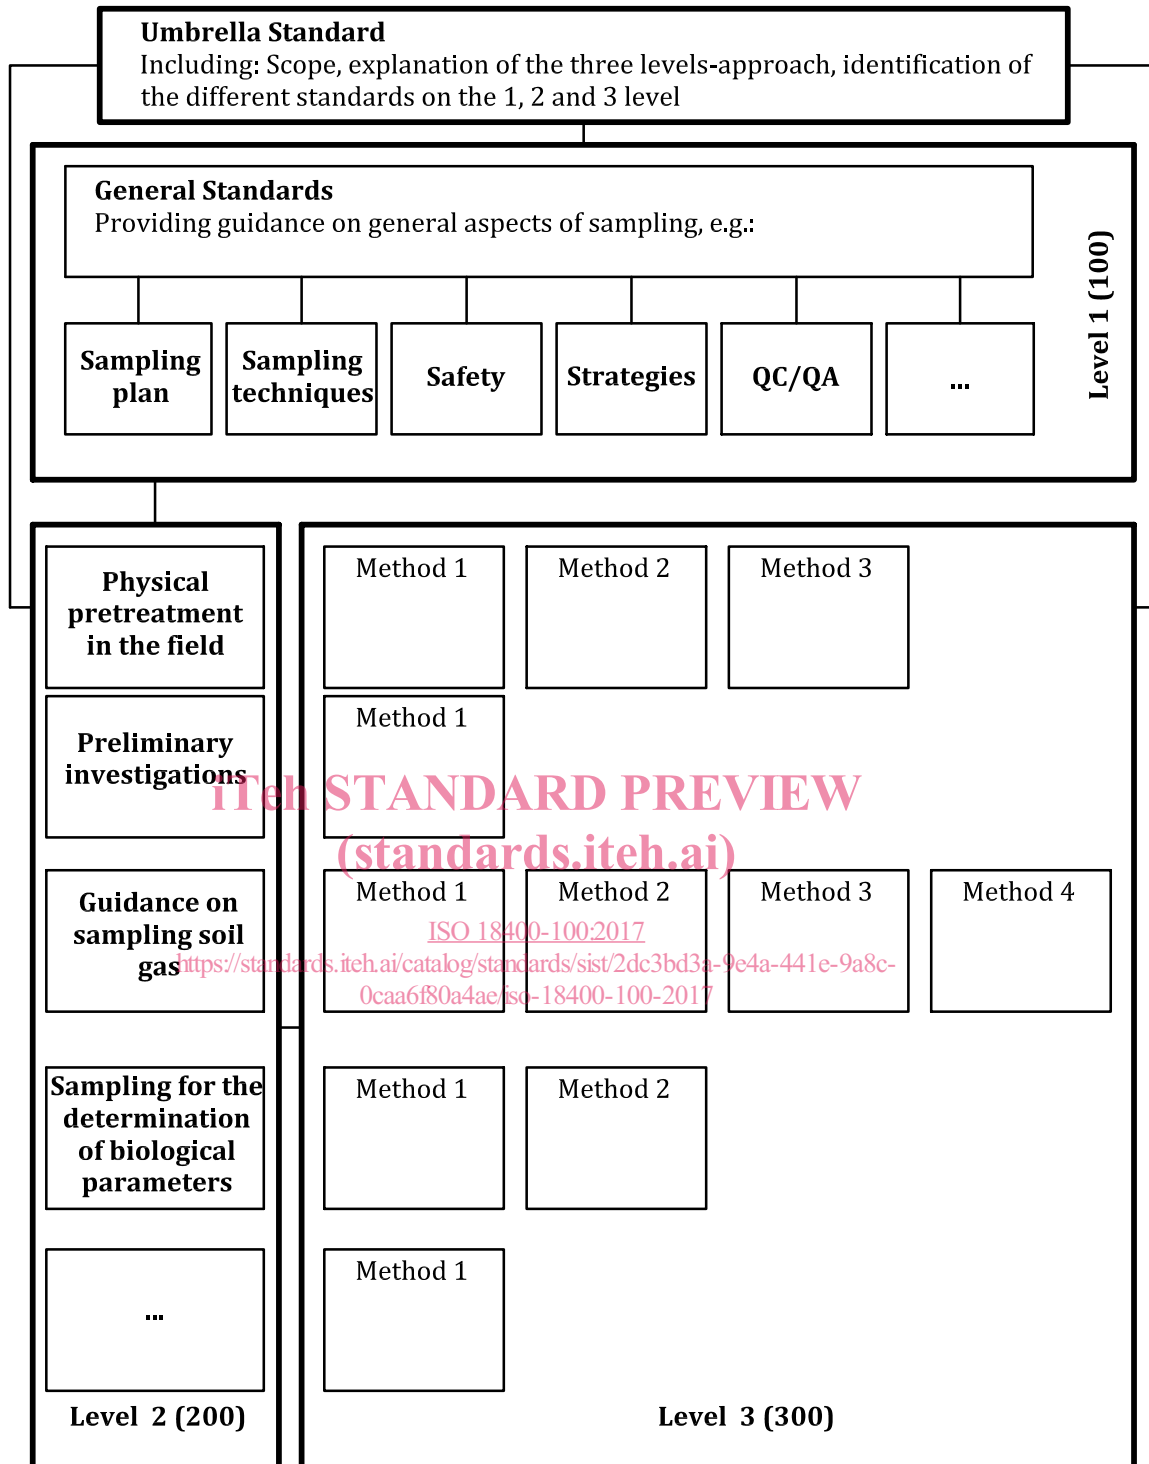 Umbrella Standard
Including: Scope, explanation of the three levels-approach, identification of
the different standards on the 1, 2 and 3 level
General Standards
Providing guidance on general aspects of sampling, e.g.:
Level 1 (100)
Sampling
plan
Sampling
techniques
Safety
Strategies
QC/QA
...
Physical
pretreatment
in the field
Method 1
Method 2
Method 3
Preliminary
investigations
Method 1
iTeh STANDARD PREVIEW
(standards.iteh.ai)
Guidance on
sampling soil
gas
Method 1
Method 2
Method 3
Method 4
ISO 18400-100:2017
https://standards.iteh.ai/catalog/standards/sist/2dc3bd3a-9e4a-441e-9a8c-
0caa6f80a4ae/iso-18400-100-2017
Sampling for the
determination
of biological
parameters
Method 1
Method 2
...
Method 1
Level 2 (200)
Level 3 (300)